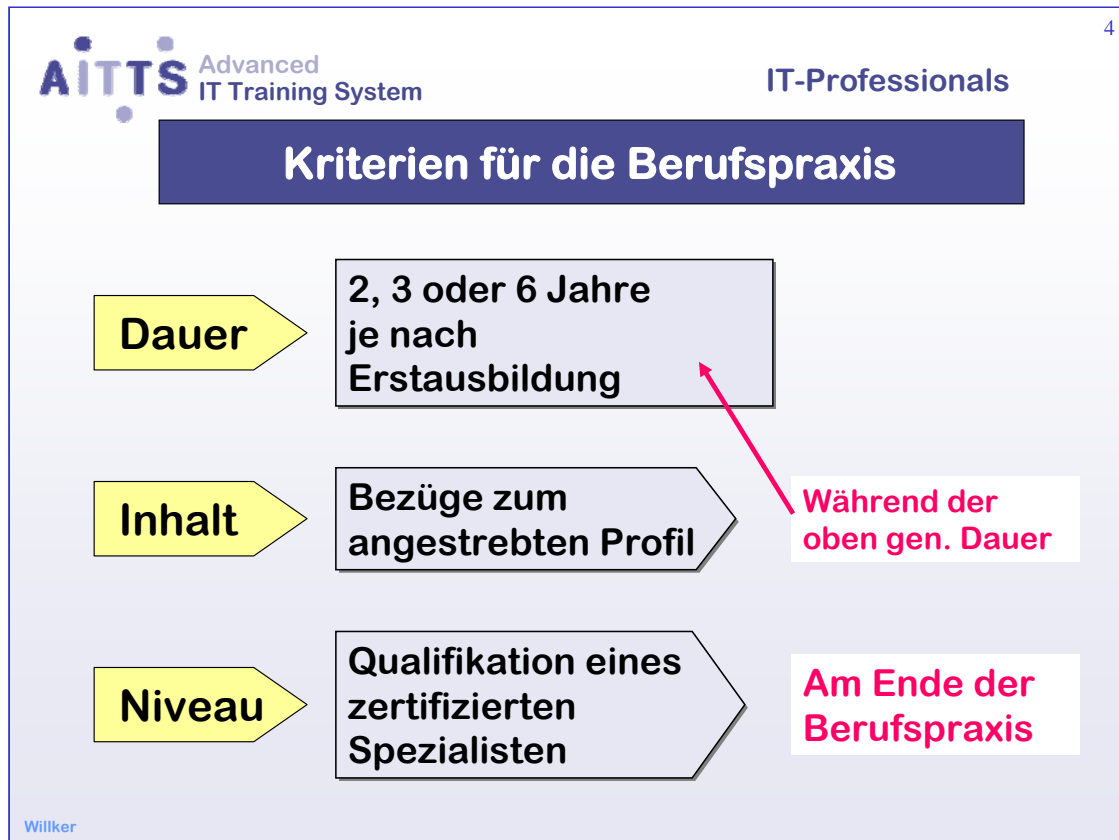 4
AITTS Advanced
IT Training System
IT-Professionals
Kriterien für die Berufspraxis
Dauer
2, 3 oder 6 Jahre
je nach
Erstausbildung
Inhalt
Bezüge zum
angestrebten Profil
Während der
oben gen. Dauer
Niveau
Qualifikation eines
zertifizierten
Spezialisten
Am Ende der
Berufspraxis
Willker